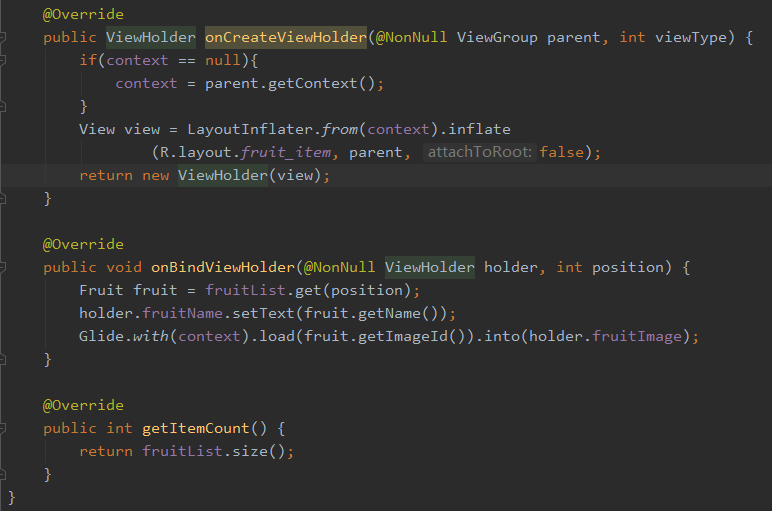 @Override
public ViewHolder onCreateViewHolder(@NonNull ViewGroup parent, int viewType) {
if(context == null){
context = parent.getContext();
}
View view = LayoutInflater.from(context).inflate
(R.layout.fruit_item, parent, attachToRoot: false);
return new ViewHolder(view);
}
@Override
public void onBindViewHolder(@NonNull ViewHolder holder, int position) {
Fruit fruit = fruitList.get(position);
holder.fruitName.setText(fruit.getName());
Glide.with(context).load(fruit.getImageId()).into(holder.fruitImage);
}
@Override
public int getItemCount() {
return fruitList.size();
}
}